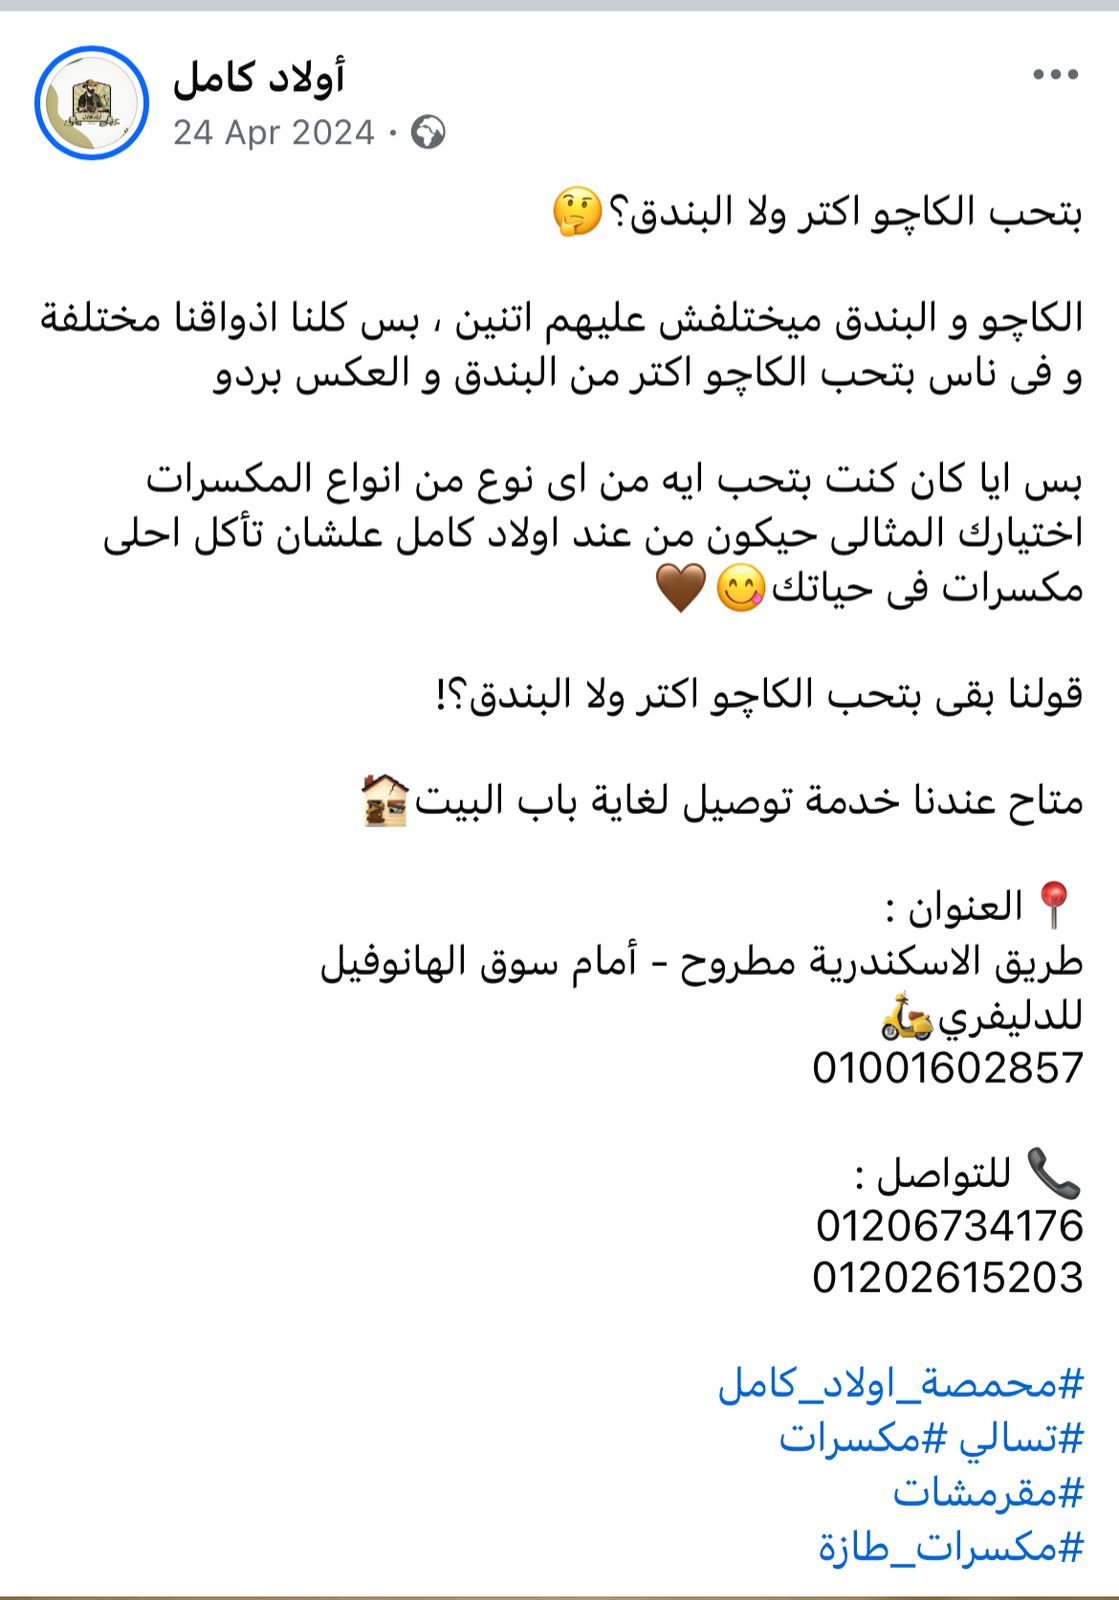 أولاد كامل
24 Apr 2024 ·
بتحب الكاچو اكتر ولا البندق؟🤔
الكاچو و البندق ميختلفش عليهم اتنين ، بس كلنا اذواقنا مختلفة
و فى ناس بتحب الكاچو اكتر من البندق و العكس بردو
بس ايا كان كنت بتحب ايه من اى نوع من انواع المكسرات
اختيارك المثالى حيكون من عند اولاد كامل علشان تأكل احلى
مكسرات فى حياتك😋🤎
قولنا بقى بتحب الكاچو اكتر ولا البندق؟!
متاح عندنا خدمة توصيل لغاية باب البيت🏚
📍 العنوان :
طريق الاسكندرية مطروح - أمام سوق الهانوفيل
للدليفري🛵
01001602857
📞 للتواصل :
01206734176
01202615203
#محمصة_اولاد_كامل
#تسالي #مكسرات
#مقرمشات
#مكسرات_طازة